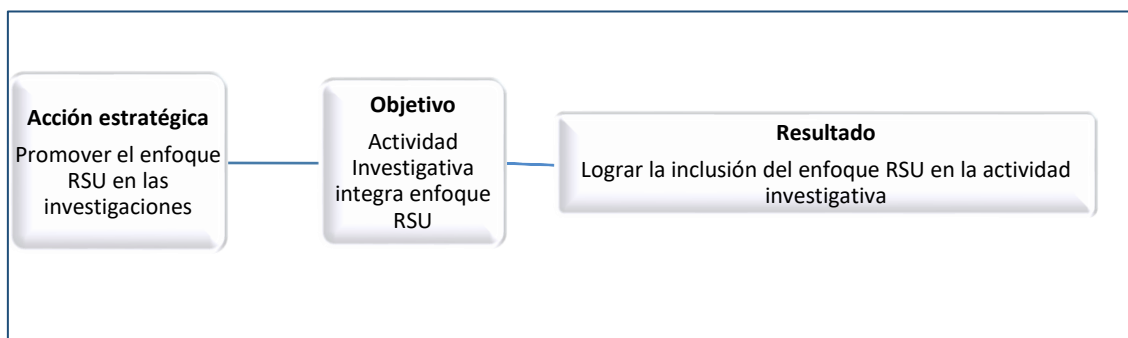 Acción estratégica
Promover el enfoque
RSU en las
investigaciones
Objetivo
Actividad
Investigativa
integra enfoque
RSU
Resultado
Lograr la inclusión del enfoque RSU en la actividad
investigativa